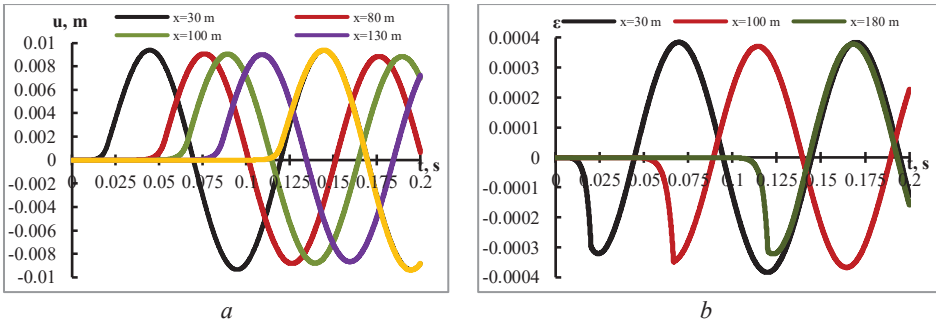 u, m
x=30 m
x=80 m
x=100 m
x=130 m
0.01
0.008
0.006
0.004
0.002
0
-0.002
-0.004
-0.006
-0.008
-0.01
0 0.025 0.05 0.075 0.1 0.125 0.15 0.175 0.2
t, s
a
ε
x=30 m
x=100 m
x=180 m
0.0004
0.0003
0.0002
0.0001
0
-0.0001
-0.0002
-0.0003
-0.0004
0 0.025 0.05 0.075 0.1 0.125 0.15 0.175 0.2
t, s
b